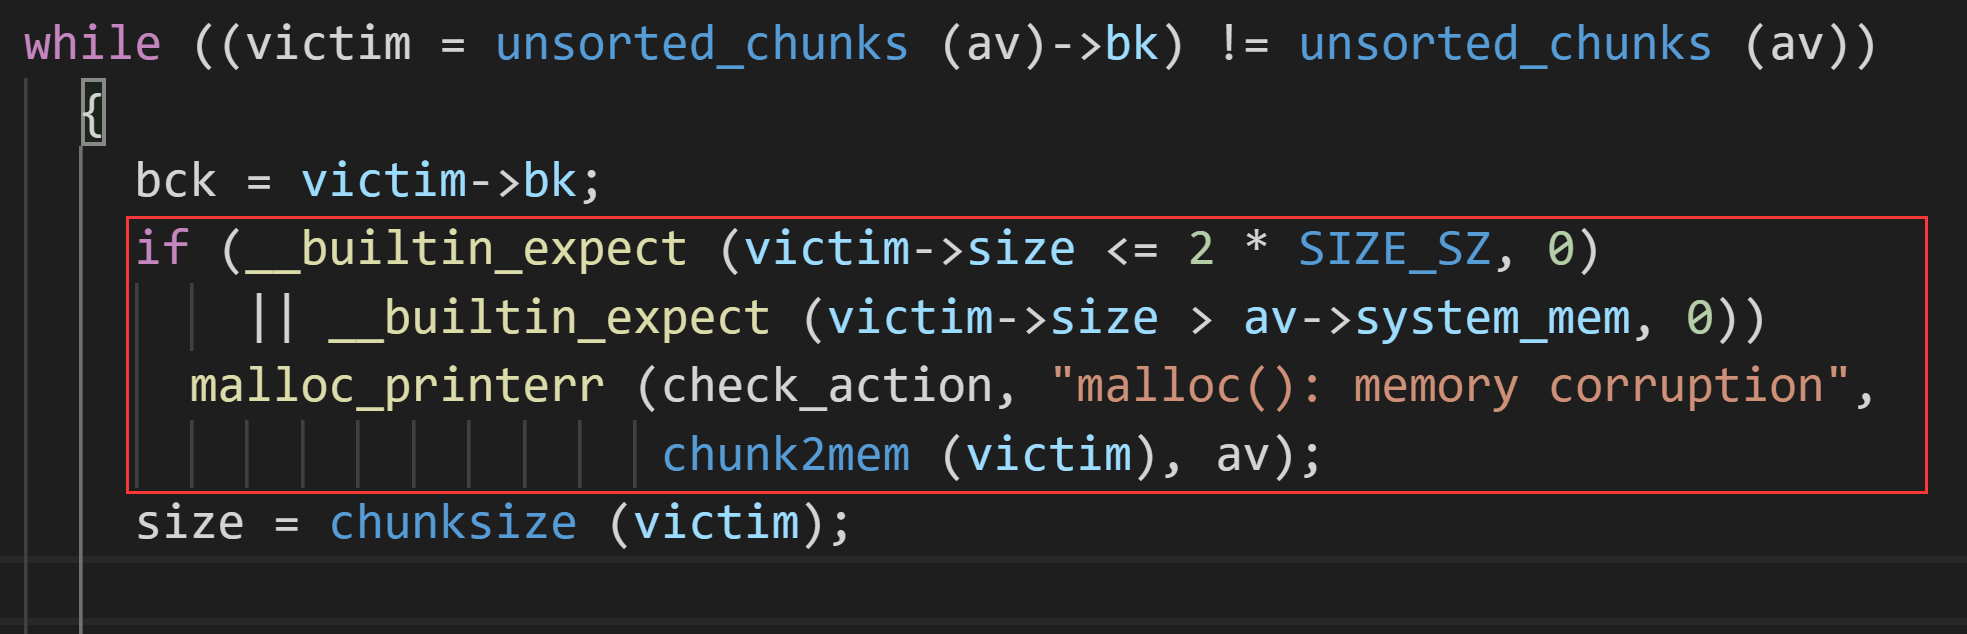 while ((victim = unsorted_chunks (av)->bk) != unsorted_chunks (av))
{
bck = victim->bk;
if (__builtin_expect (victim->size <= 2 * SIZE_SZ, 0)
|| __builtin_expect (victim->size > av->system_mem, 0))
malloc_printerr (check_action, "malloc(): memory corruption",
chunk2mem (victim), av);
size = chunksize (victim);